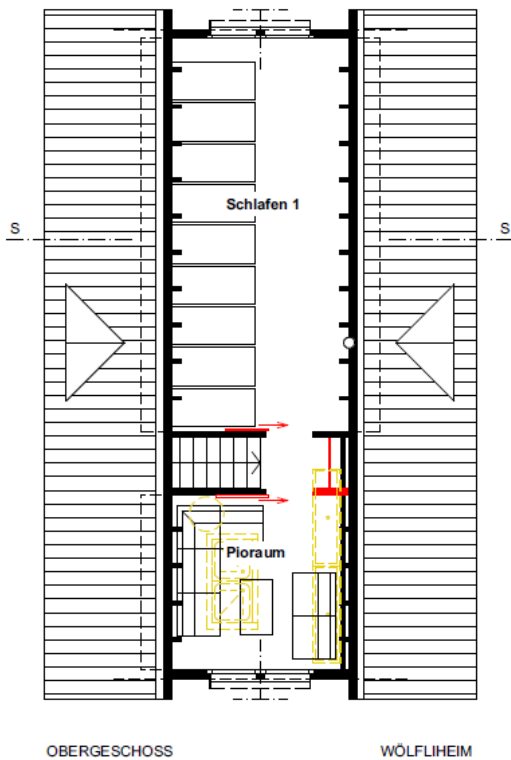 Schlafen 1
S
S
Pioraum
OBERGESCHOSS
WÖLFLIHEIM